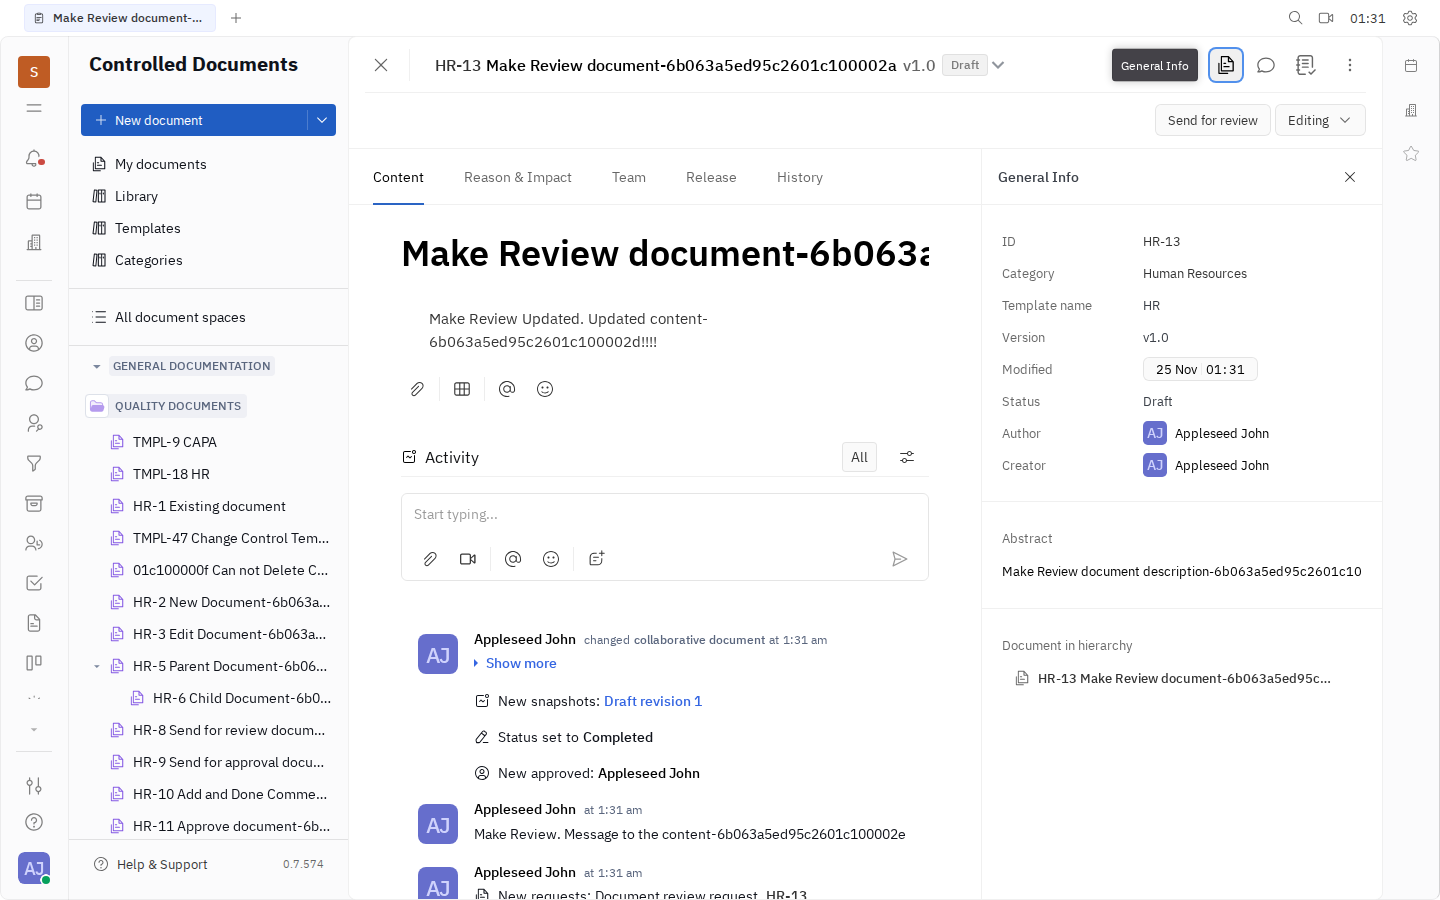 Make Review document-...
01:31
S
Controlled Documents
New document
My documents
Library
Templates
Categories
All document spaces
GENERAL DOCUMENTATION
QUALITY DOCUMENTS
TMPL-9 CAPA
TMPL-18 HR
HR-1 Existing document
TMPL-47 Change Control Tem...
01c100000f Can not Delete C...
HR-2 New Document-6b063a...
HR-3 Edit Document-6b063a...
HR-5 Parent Document-6b06...
HR-6 Child Document-6b0...
HR-8 Send for review docum...
HR-9 Send for approval docu...
HR-10 Add and Done Comme...
HR-11 Approve document-6b...
Help & Support
0.7.574
AJ
HR-13 Make Review document-6b063a5ed95c2601c100002a v1.0
Draft
General Info
Send for review
Editing
Content
Reason & Impact
Team
Release
History
Make Review document-6b063a
Make Review Updated. Updated content-
6b063a5ed95c2601c100002d!!!!
Activity
All
Start typing...
AJ
Appleseed John changed collaborative document at 1:31 am
Show more
New snapshots: Draft revision 1
Status set to Completed
New approved: Appleseed John
AJ
Appleseed John at 1:31 am
Make Review. Message to the content-6b063a5ed95c2601c100002e
AJ
Appleseed John at 1:31 am
New requests: Document review request HR-13
General Info
ID HR-13
Category Human Resources
Template name HR
Version v1.0
Modified 25 Nov 01:31
Status Draft
Author AJ Appleseed John
Creator AJ Appleseed John
Abstract
Make Review document description-6b063a5ed95c2601c10
Document in hierarchy
HR-13 Make Review document-6b063a5ed95c...